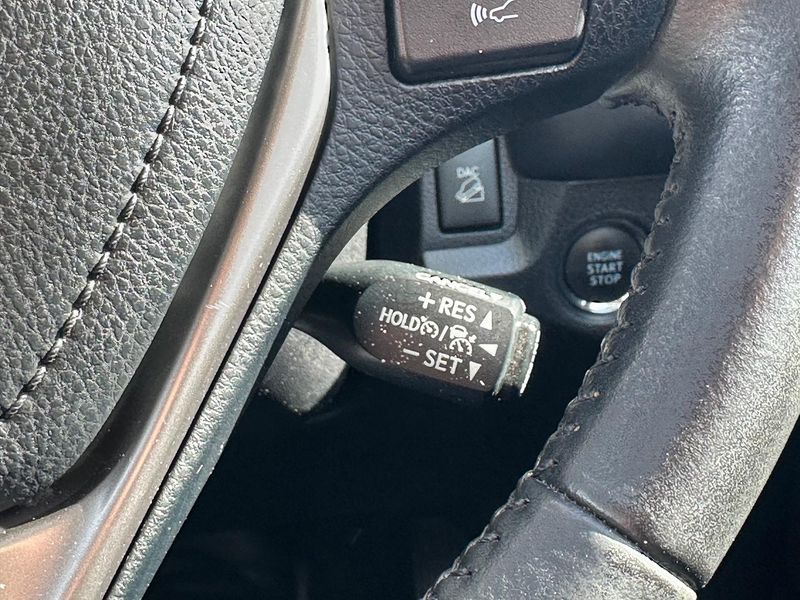 DAC
ENGINE
START
STOP
CANCEL
+ RES ▲
HOLD / ◀
− SET ▼